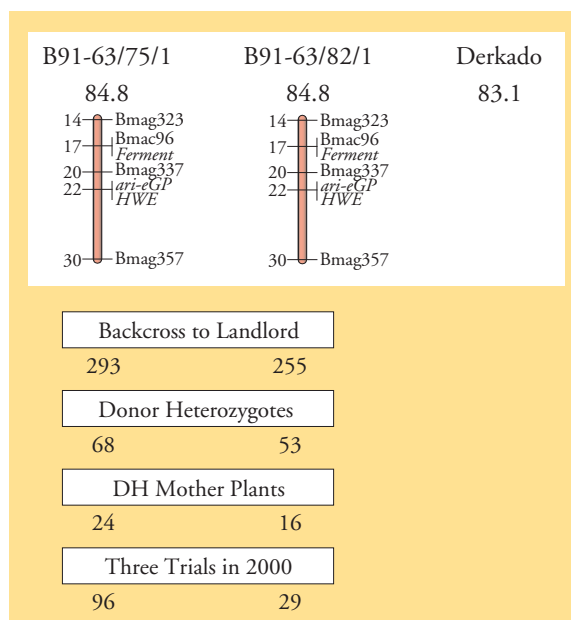 B91-63/75/1 B91-63/82/1 Derkado
84.8 84.8 83.1
14 Bmag323 14 Bmag323
17 Bmac96 17 Bmac96
Ferment Ferment
20 Bmag337 20 Bmag337
22 ari-eGP 22 ari-eGP
HWE HWE
30 Bmag357 30 Bmag357
Backcross to Landlord
293 255
Donor Heterozygotes
68 53
DH Mother Plants
24 16
Three Trials in 2000
96 29